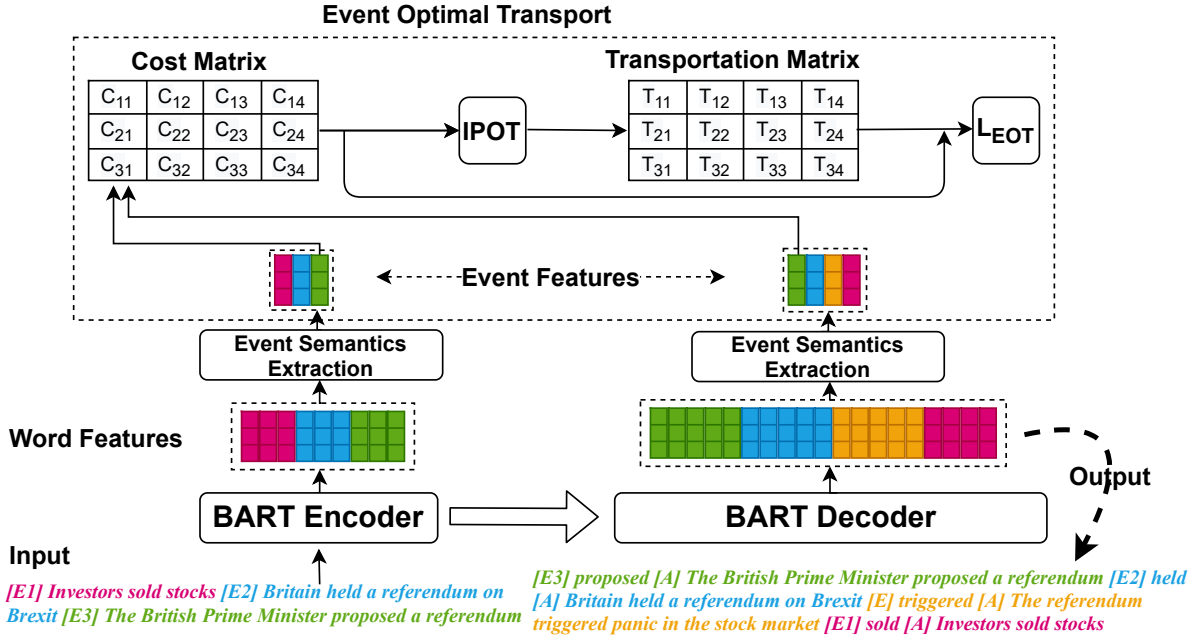 Event Optimal Transport
Cost Matrix
C11 C12 C13 C14
C21 C22 C23 C24
C31 C32 C33 C34
IPOT
Transportation Matrix
T11 T12 T13 T14
T21 T22 T23 T24
T31 T32 T33 T34
LEOT
Event Features
Event Semantics
Extraction
Event Semantics
Extraction
Word Features
Output
BART Encoder
BART Decoder
Input
[E1] Investors sold stocks [E2] Britain held a referendum on
Brexit [E3] The British Prime Minister proposed a referendum
[E3] proposed [A] The British Prime Minister proposed a referendum [E2] held
[A] Britain held a referendum on Brexit [E] triggered [A] The referendum
triggered panic in the stock market [E1] sold [A] Investors sold stocks